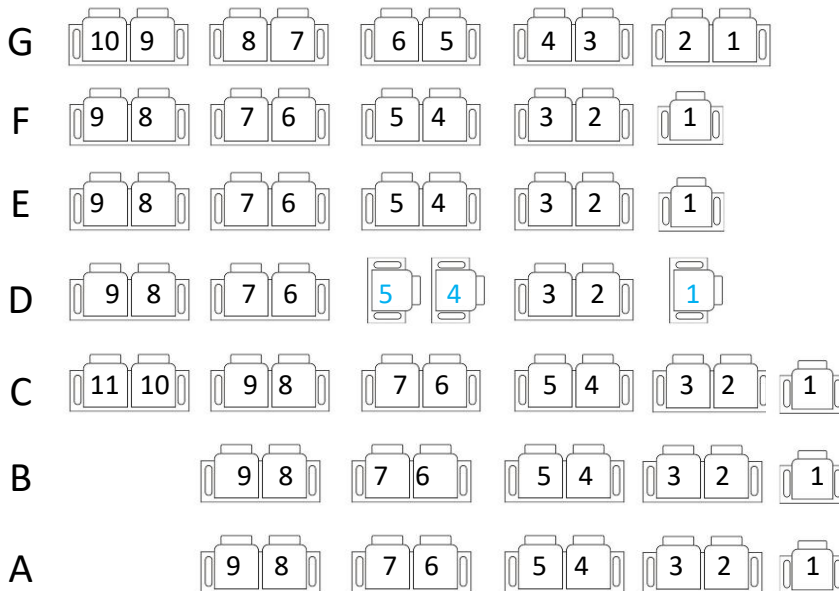 G 10 9 8 7 6 5 4 3 2 1
F 9 8 7 6 5 4 3 2 1
E 9 8 7 6 5 4 3 2 1
D 9 8 7 6 5 4 3 2 1
C 11 10 9 8 7 6 5 4 3 2 1
B 9 8 7 6 5 4 3 2 1
A 9 8 7 6 5 4 3 2 1